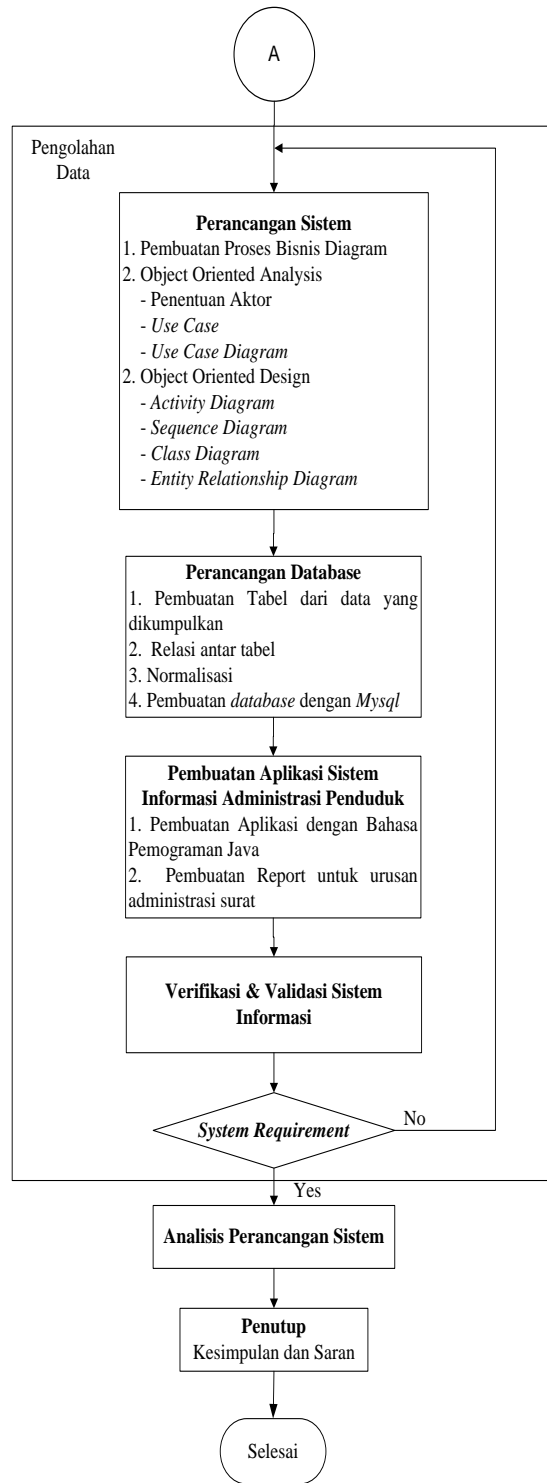 A
Pengolahan
Data
Perancangan Sistem
1. Pembuatan Proses Bisnis Diagram
2. Object Oriented Analysis
- Penentuan Aktor
- Use Case
- Use Case Diagram
2. Object Oriented Design
- Activity Diagram
- Sequence Diagram
- Class Diagram
- Entity Relationship Diagram
Perancangan Database
1. Pembuatan Tabel dari data yang
dikumpulkan
2. Relasi antar tabel
3. Normalisasi
4. Pembuatan database dengan Mysql
Pembuatan Aplikasi Sistem
Informasi Administrasi Penduduk
1. Pembuatan Aplikasi dengan Bahasa
Pemograman Java
2. Pembuatan Report untuk urusan
administrasi surat
Verifikasi & Validasi Sistem
Informasi
System Requirement
No
Yes
Analisis Perancangan Sistem
Penutup
Kesimpulan dan Saran
Selesai